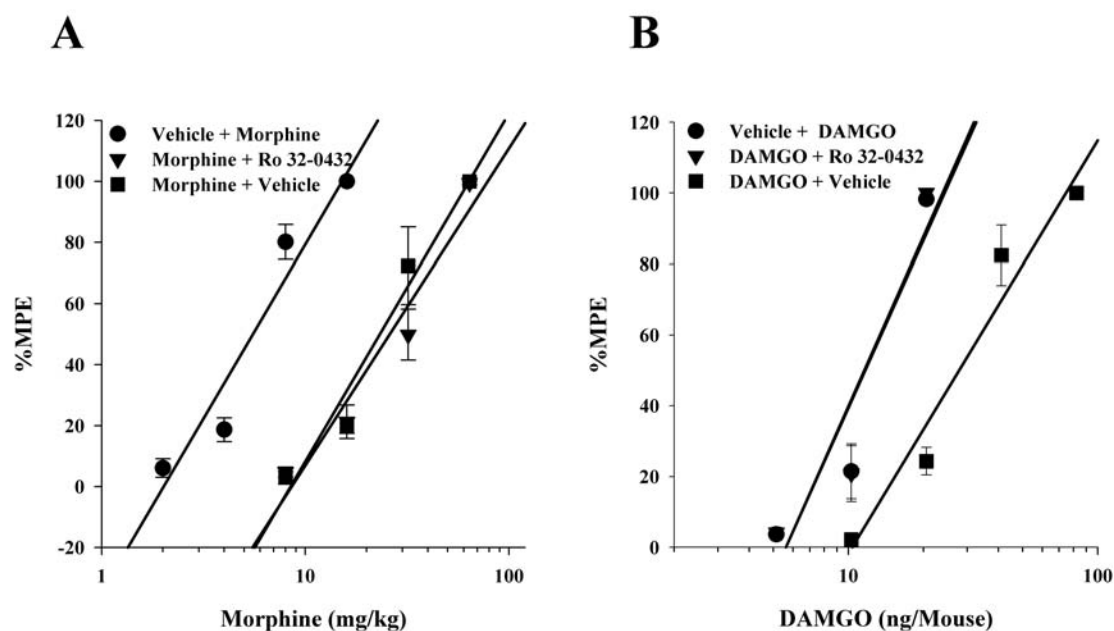 A
120
100
80
60
40
20
0
-20
%MPE
Vehicle + Morphine
Morphine + Ro 32-0432
Morphine + Vehicle
1
10
100
Morphine (mg/kg)
B
120
100
80
60
40
20
0
%MPE
Vehicle + DAMGO
DAMGO + Ro 32-0432
DAMGO + Vehicle
10
100
DAMGO (ng/Mouse)